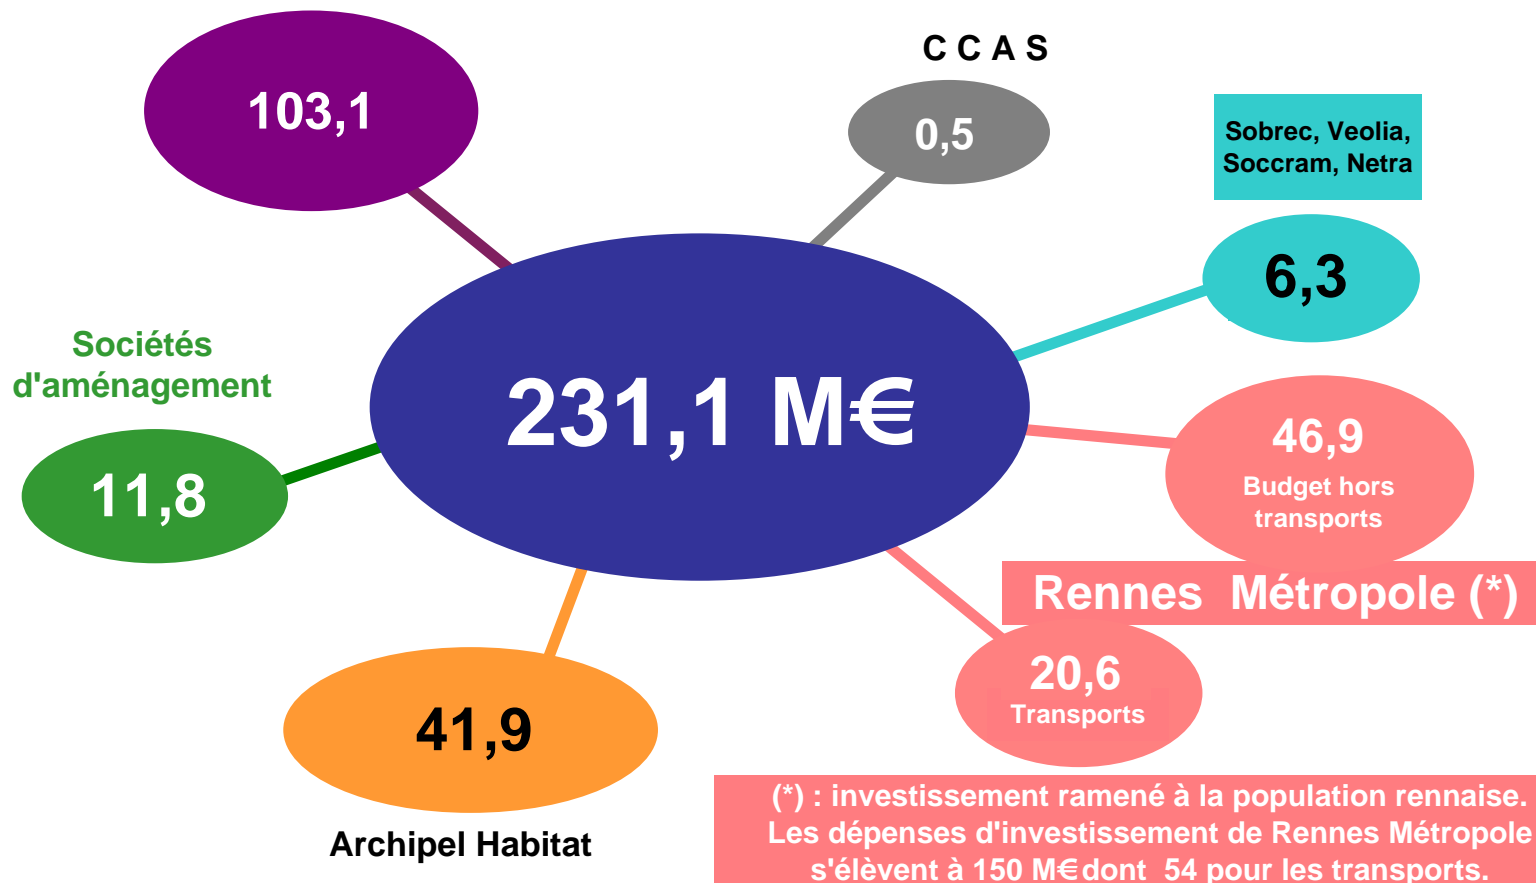 103,1
C C A S
0,5
Sobrec, Veolia,
Soccram, Netra
6,3
Sociétés
d'aménagement
11,8
231,1 M€
46,9
Budget hors
transports
Rennes Métropole (*)
20,6
Transports
41,9
Archipel Habitat
(*) : investissement ramené à la population rennaise.
Les dépenses d'investissement de Rennes Métropole
s'élèvent à 150 M€ dont 54 pour les transports.